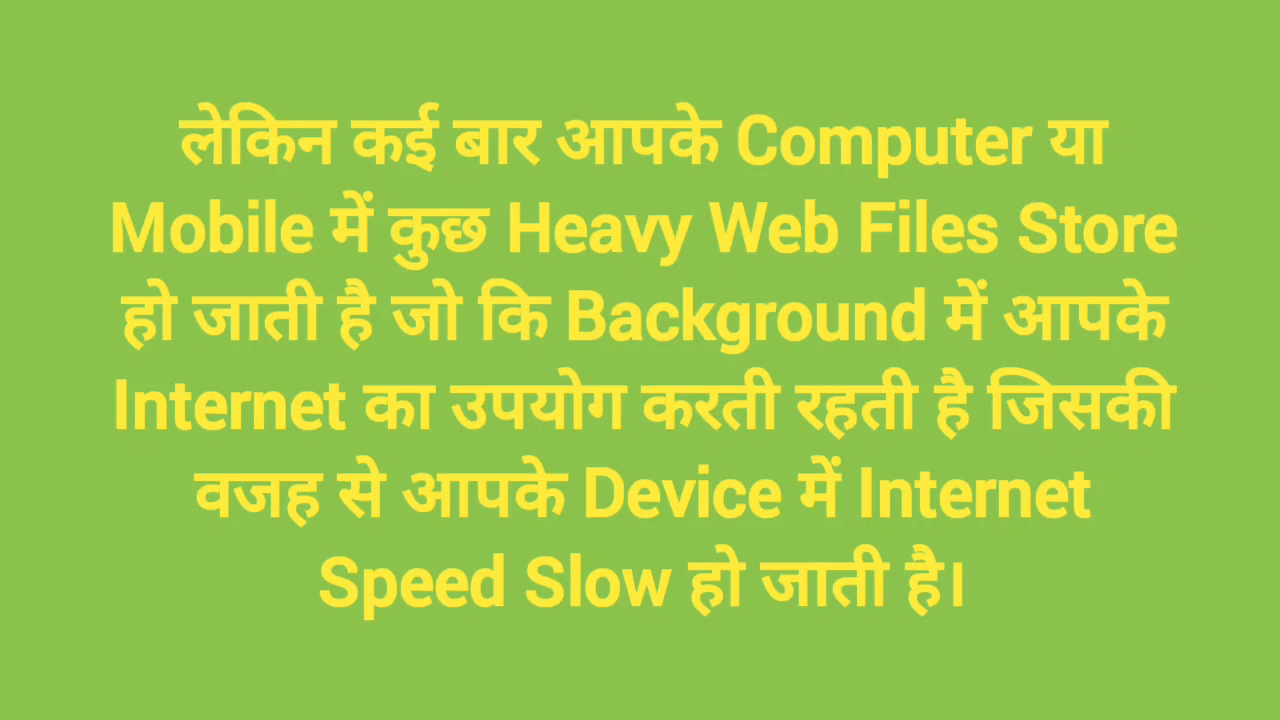 लेकिन कई बार आपके Computer या
Mobile में कुछ Heavy Web Files Store
हो जाती है जो कि Background में आपके
Internet का उपयोग करती रहती है जिसकी
वजह से आपके Device में Internet
Speed Slow हो जाती है।